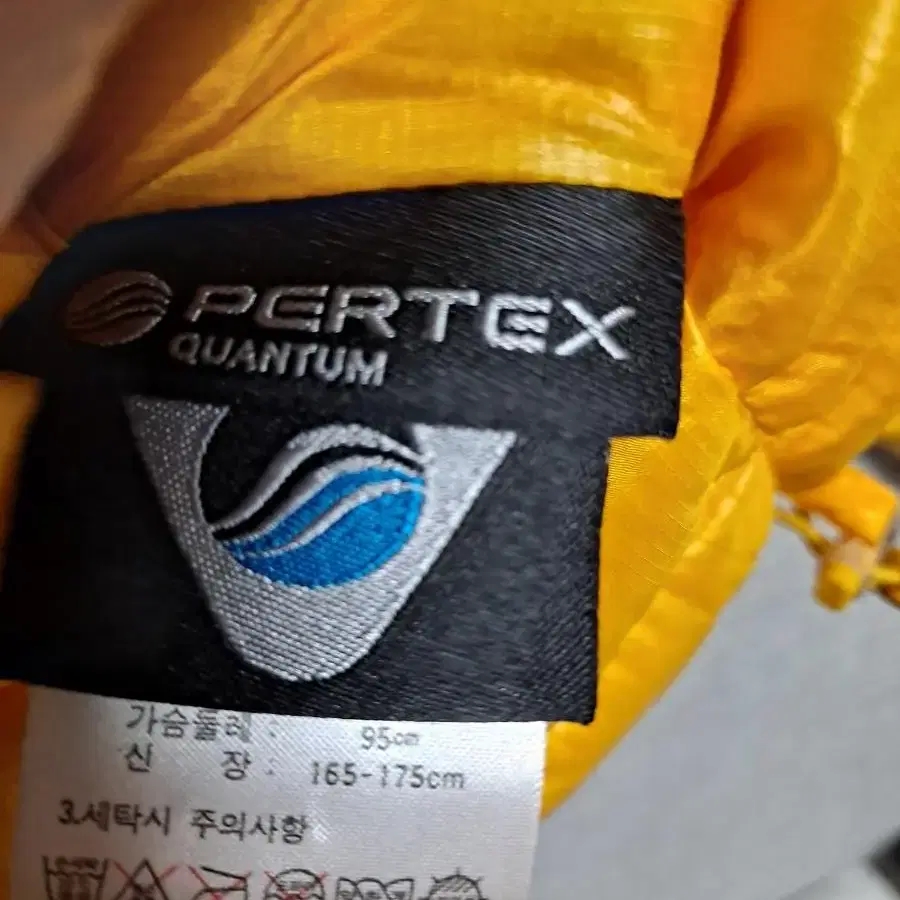 PERTEX
QUANTUM
가슴둘레 : 95cm
신 장 : 165-175cm
3.세탁시 주의사항